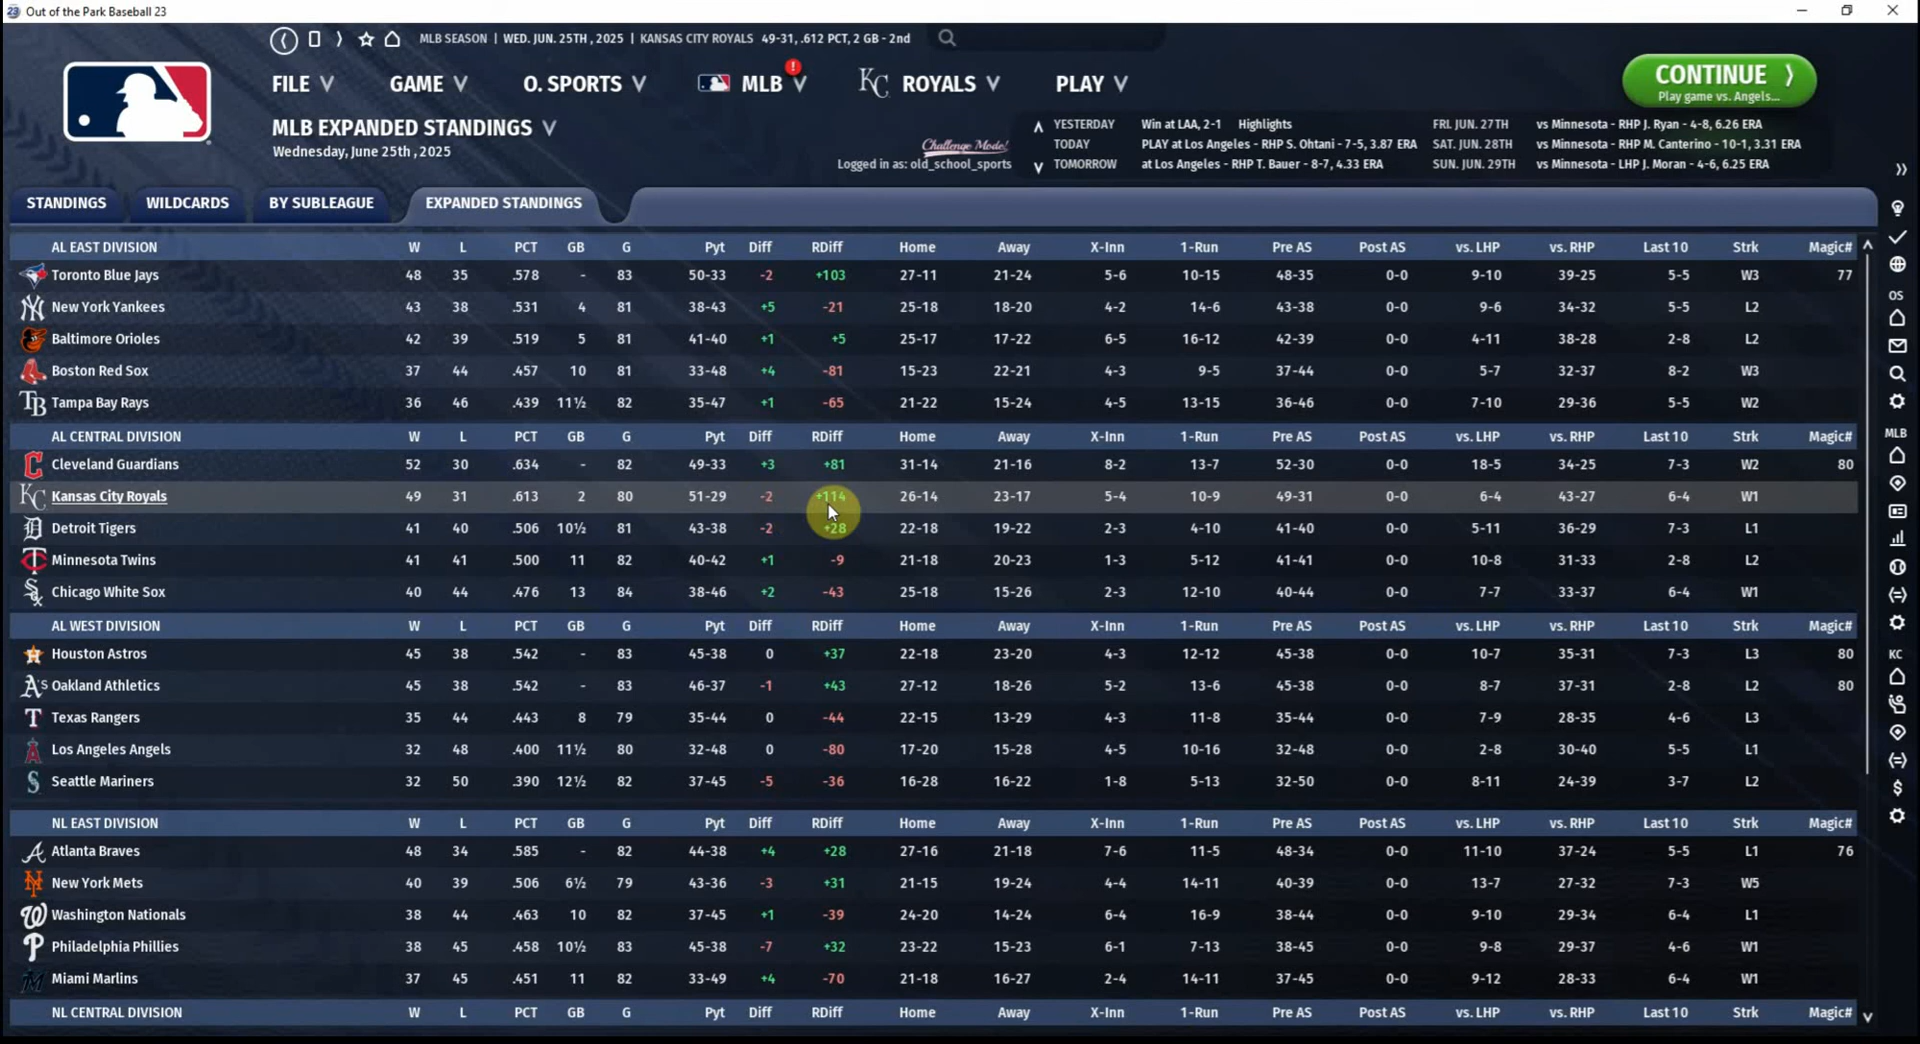 Out of the Park Baseball 23
MLB SEASON | WED. JUN. 25TH , 2025 | KANSAS CITY ROYALS 49-31, .612 PCT, 2 GB - 2nd
FILE GAME O. SPORTS MLB ! ROYALS PLAY
CONTINUE
Play game vs. Angels...
MLB EXPANDED STANDINGS
Wednesday, June 25th , 2025
Challenge Mode!
Logged in as: old_school_sports
YESTERDAY Win at LAA, 2-1 Highlights FRI. JUN. 27TH vs Minnesota - RHP J. Ryan - 4-8, 6.26 ERA
TODAY PLAY at Los Angeles - RHP S. Ohtani - 7-5, 3.87 ERA SAT. JUN. 28TH vs Minnesota - RHP M. Canterino - 10-1, 3.31 ERA
TOMORROW at Los Angeles - RHP T. Bauer - 8-7, 4.33 ERA SUN. JUN. 29TH vs Minnesota - LHP J. Moran - 4-6, 6.25 ERA
STANDINGS WILDCARDS BY SUBLEAGUE EXPANDED STANDINGS
AL EAST DIVISION W L PCT GB G Pyt Diff RDiff Home Away X-Inn 1-Run Pre AS Post AS vs. LHP vs. RHP Last 10 Strk Magic#
Toronto Blue Jays 48 35 .578 - 83 50-33 -2 +103 27-11 21-24 5-6 10-15 48-35 0-0 9-10 39-25 5-5 W3 77
New York Yankees 43 38 .531 4 81 38-43 +5 -21 25-18 18-20 4-2 14-6 43-38 0-0 9-6 34-32 5-5 L2
Baltimore Orioles 42 39 .519 5 81 41-40 +1 +5 25-17 17-22 6-5 16-12 42-39 0-0 4-11 38-28 2-8 L2
Boston Red Sox 37 44 .457 10 81 33-48 +4 -81 15-23 22-21 4-3 9-5 37-44 0-0 5-7 32-37 8-2 W3
Tampa Bay Rays 36 46 .439 11½ 82 35-47 +1 -65 21-22 15-24 4-5 13-15 36-46 0-0 7-10 29-36 5-5 W2
AL CENTRAL DIVISION W L PCT GB G Pyt Diff RDiff Home Away X-Inn 1-Run Pre AS Post AS vs. LHP vs. RHP Last 10 Strk Magic#
Cleveland Guardians 52 30 .634 - 82 49-33 +3 +81 31-14 21-16 8-2 13-7 52-30 0-0 18-5 34-25 7-3 W2 80
Kansas City Royals 49 31 .613 2 80 51-29 -2 +114 26-14 23-17 5-4 10-9 49-31 0-0 6-4 43-27 6-4 W1
Detroit Tigers 41 40 .506 10½ 81 43-38 -2 +28 22-18 19-22 2-3 4-10 41-40 0-0 5-11 36-29 7-3 L1
Minnesota Twins 41 41 .500 11 82 40-42 +1 -9 21-18 20-23 1-3 5-12 41-41 0-0 10-8 31-33 2-8 L2
Chicago White Sox 40 44 .476 13 84 38-46 +2 -43 25-18 15-26 2-3 12-10 40-44 0-0 7-7 33-37 6-4 W1
AL WEST DIVISION W L PCT GB G Pyt Diff RDiff Home Away X-Inn 1-Run Pre AS Post AS vs. LHP vs. RHP Last 10 Strk Magic#
Houston Astros 45 38 .542 - 83 45-38 0 +37 22-18 23-20 4-3 12-12 45-38 0-0 10-7 35-31 7-3 L3 80
Oakland Athletics 45 38 .542 - 83 46-37 -1 +43 27-12 18-26 5-2 13-6 45-38 0-0 8-7 37-31 2-8 L2 80
Texas Rangers 35 44 .443 8 79 35-44 0 -44 22-15 13-29 4-3 11-8 35-44 0-0 7-9 28-35 4-6 L3
Los Angeles Angels 32 48 .400 11½ 80 32-48 0 -80 17-20 15-28 4-5 10-16 32-48 0-0 2-8 30-40 5-5 L1
Seattle Mariners 32 50 .390 12½ 82 37-45 -5 -36 16-28 16-22 1-8 5-13 32-50 0-0 8-11 24-39 3-7 L2
NL EAST DIVISION W L PCT GB G Pyt Diff RDiff Home Away X-Inn 1-Run Pre AS Post AS vs. LHP vs. RHP Last 10 Strk Magic#
Atlanta Braves 48 34 .585 - 82 44-38 +4 +28 27-16 21-18 7-6 11-5 48-34 0-0 11-10 37-24 5-5 L1 76
New York Mets 40 39 .506 6½ 79 43-36 -3 +31 21-15 19-24 4-4 14-11 40-39 0-0 13-7 27-32 7-3 W5
Washington Nationals 38 44 .463 10 82 37-45 +1 -39 24-20 14-24 6-4 16-9 38-44 0-0 9-10 29-34 6-4 L1
Philadelphia Phillies 38 45 .458 10½ 83 45-38 -7 +32 23-22 15-23 6-1 7-13 38-45 0-0 9-8 29-37 4-6 W1
Miami Marlins 37 45 .451 11 82 33-49 +4 -70 21-18 16-27 2-4 14-11 37-45 0-0 9-12 28-33 6-4 W1
NL CENTRAL DIVISION W L PCT GB G Pyt Diff RDiff Home Away X-Inn 1-Run Pre AS Post AS vs. LHP vs. RHP Last 10 Strk Magic#
OS
MLB
KC